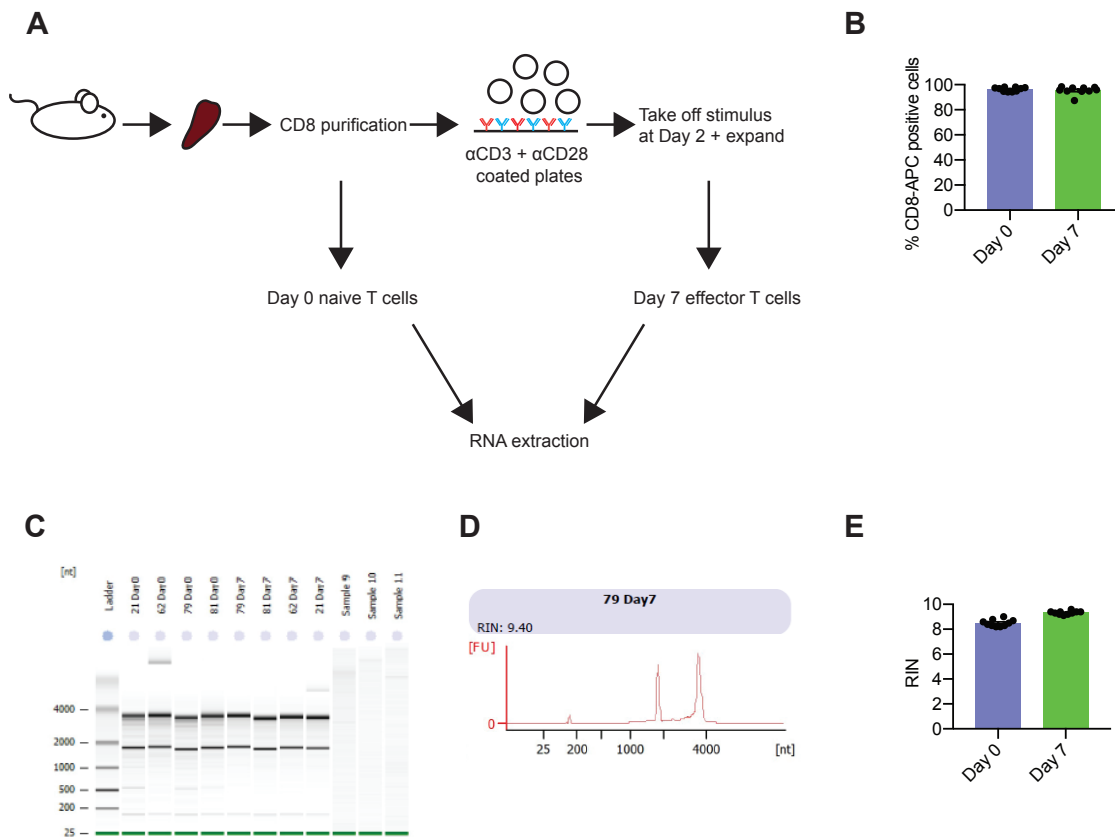 A
CD8 purification
αCD3 + αCD28
coated plates
Take off stimulus
at Day 2 + expand
Day 0 naive T cells
Day 7 effector T cells
RNA extraction
B
% CD8-APC positive cells
100
80
60
40
20
0
Day 0
Day 7
C
[nt]
Ladder
21 Day0
62 Day0
79 Day0
81 Day0
79 Day7
81 Day7
62 Day7
21 Day7
Sample 9
Sample 10
Sample 11
4000
2000
1000
500
200
25
D
79 Day7
RIN: 9.40
[FU]
0
25
200
1000
4000
[nt]
E
RIN
10
8
6
4
2
0
Day 0
Day 7